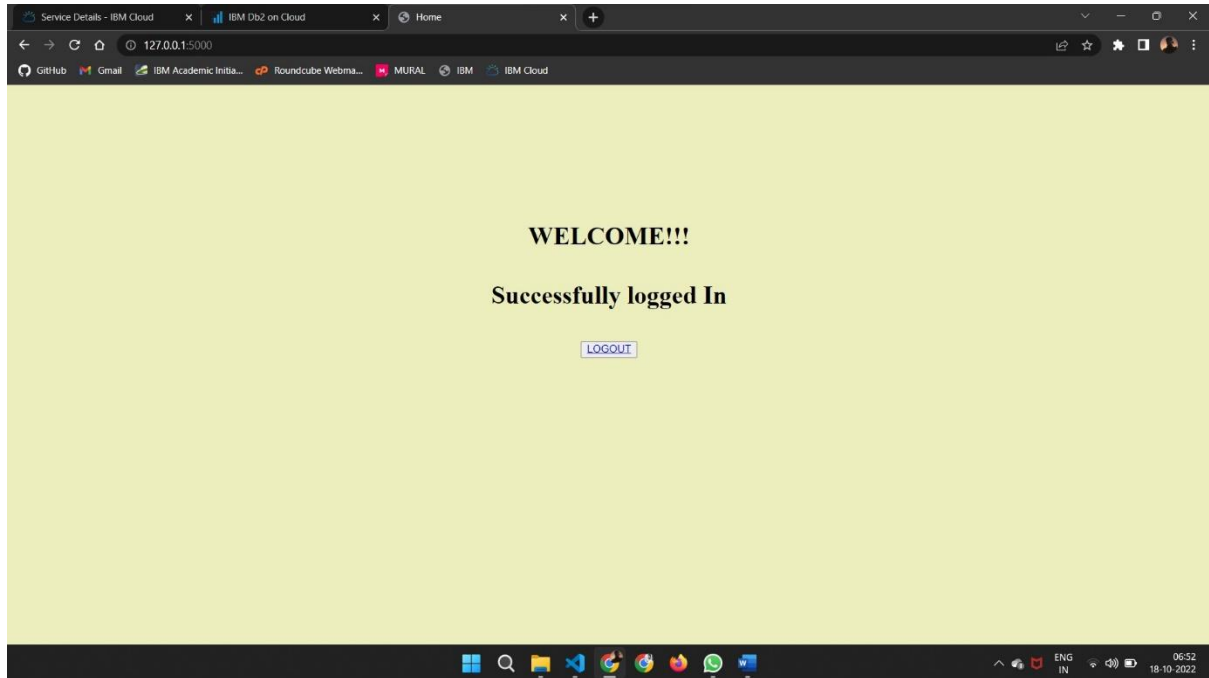 Service Details - IBM Cloud
IBM Db2 on Cloud
Home
127.0.0.1:5000
GitHub
Gmail
IBM Academic Initia...
Roundcube Webma...
MURAL
IBM
IBM Cloud
WELCOME!!!
Successfully logged In
LOGOUT
ENG
IN
06:52
18-10-2022